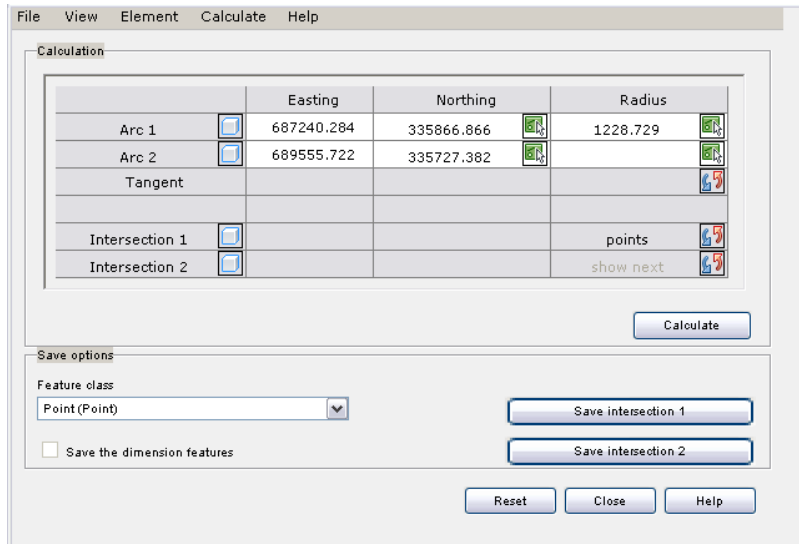 File View Element Calculate Help
Calculation
Easting Northing Radius
Arc 1 687240.284 335866.866 1228.729
Arc 2 689555.722 335727.382
Tangent
Intersection 1 points
Intersection 2 show next
Calculate
Save options
Feature class
Point (Point)
Save intersection 1
Save the dimension features
Save intersection 2
Reset Close Help